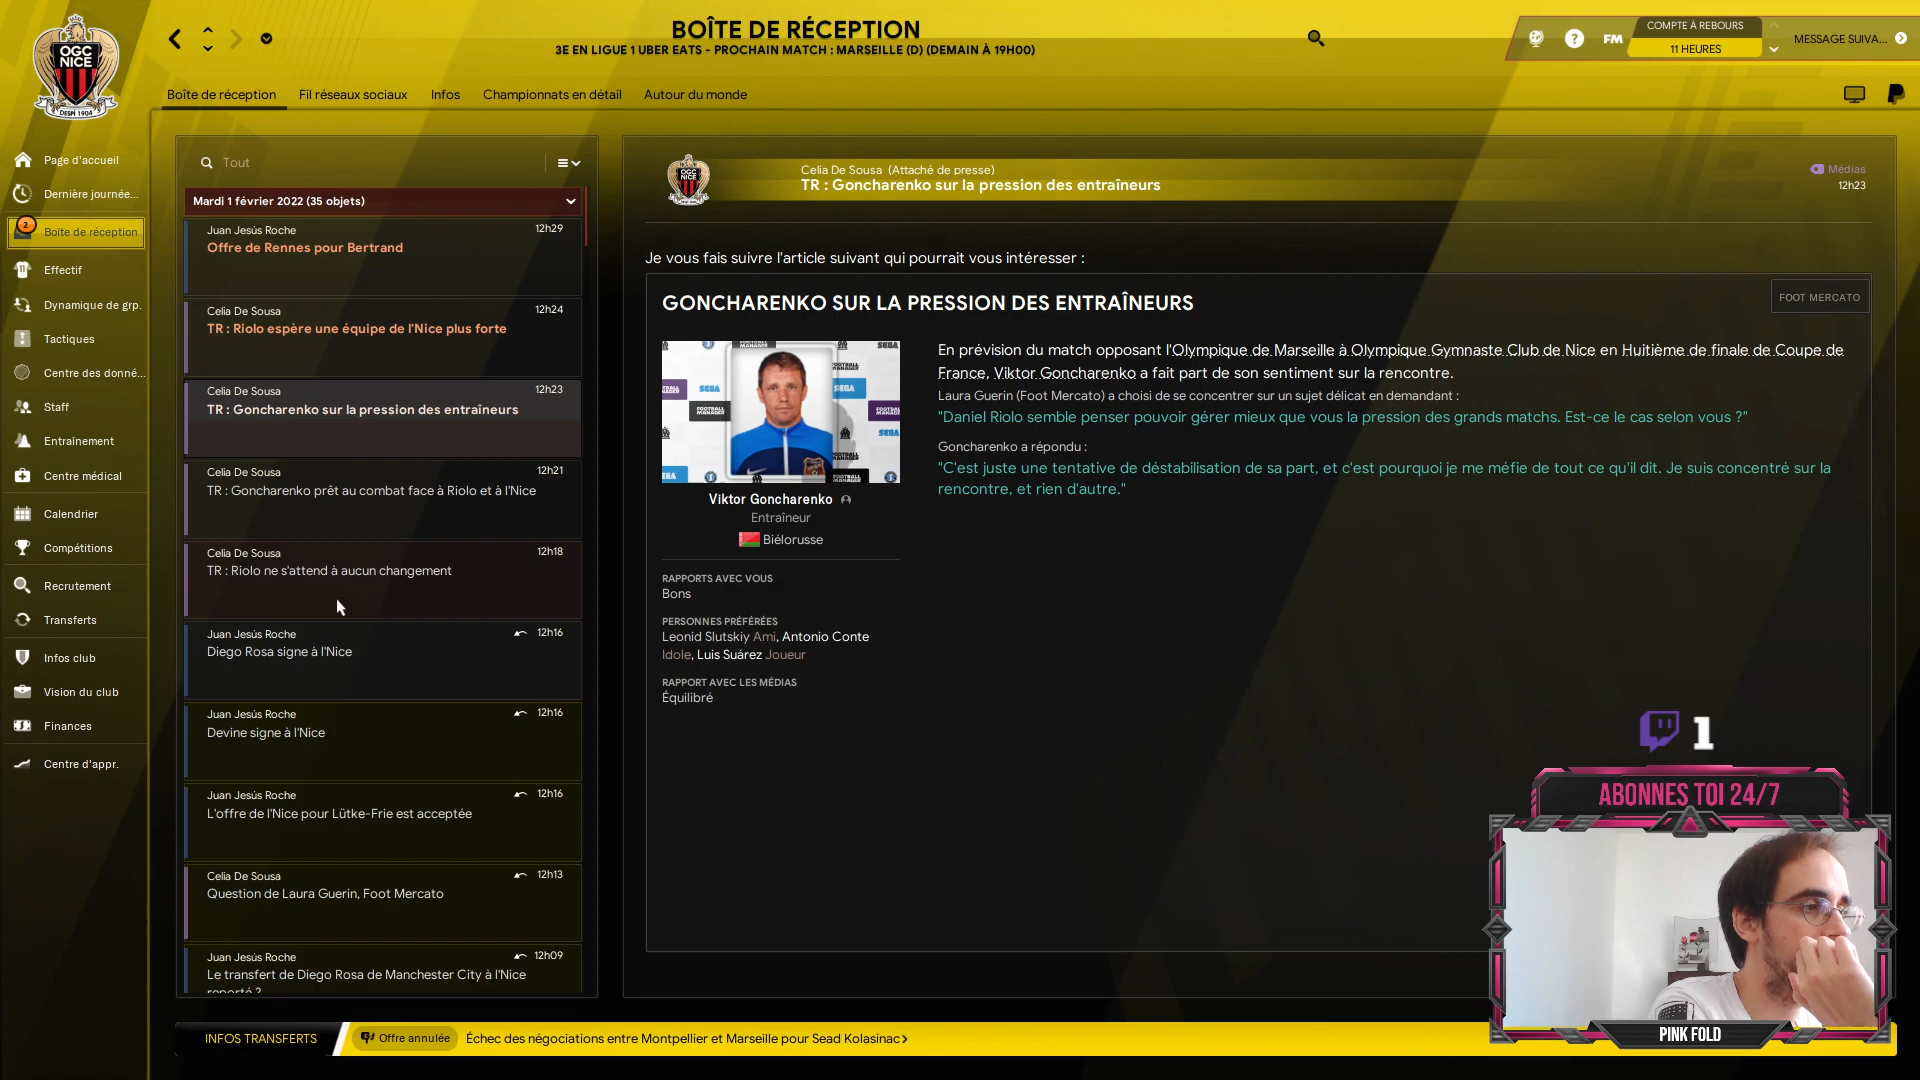 OGC
NICE
DESPÍ 1904
BOÎTE DE RÉCEPTION
3E EN LIGUE 1 UBER EATS - PROCHAIN MATCH : MARSEILLE (D) (DEMAIN À 19H00)
FM
COMPTE À REBOURS
11 HEURES
MESSAGE SUIVA...
Boîte de réception
Fil réseaux sociaux
Infos
Championnats en détail
Autour du monde
Page d'accueil
Dernière journée...
2
Boîte de réception
Effectif
Dynamique de grp.
Tactiques
Centre des donné...
Staff
Entraînement
Centre médical
Calendrier
Compétitions
Recrutement
Transferts
Infos club
Vision du club
Finances
Centre d'appr.
Tout
Mardi 1 février 2022 (35 objets)
Juan Jesús Roche
12h29
Offre de Rennes pour Bertrand
Celia De Sousa
12h24
TR : Riolo espère une équipe de l'Nice plus forte
Celia De Sousa
12h23
TR : Goncharenko sur la pression des entraîneurs
Celia De Sousa
12h21
TR : Goncharenko prêt au combat face à Riolo et à l'Nice
Celia De Sousa
12h18
TR : Riolo ne s'attend à aucun changement
Juan Jesús Roche
12h16
Diego Rosa signe à l'Nice
Juan Jesús Roche
12h16
Devine signe à l'Nice
Juan Jesús Roche
12h16
L'offre de l'Nice pour Lütke-Frie est acceptée
Celia De Sousa
12h13
Question de Laura Guerin, Foot Mercato
Juan Jesús Roche
12h09
Le transfert de Diego Rosa de Manchester City à l'Nice
reporté ?
Celia De Sousa (Attaché de presse)
TR : Goncharenko sur la pression des entraîneurs
Médias
12h23
Je vous fais suivre l'article suivant qui pourrait vous intéresser :
GONCHARENKO SUR LA PRESSION DES ENTRAÎNEURS
FOOT MERCATO
Viktor Goncharenko
Entraîneur
Biélorusse
RAPPORTS AVEC VOUS
Bons
PERSONNES PRÉFÉRÉES
Leonid Slutskiy Ami, Antonio Conte
Idole, Luis Suárez Joueur
RAPPORT AVEC LES MÉDIAS
Équilibré
En prévision du match opposant l'Olympique de Marseille à Olympique Gymnaste Club de Nice en Huitième de finale de Coupe de
France, Viktor Goncharenko a fait part de son sentiment sur la rencontre.
Laura Guerin (Foot Mercato) a choisi de se concentrer sur un sujet délicat en demandant :
"Daniel Riolo semble penser pouvoir gérer mieux que vous la pression des grands matchs. Est-ce le cas selon vous ?"
Goncharenko a répondu :
"C'est juste une tentative de déstabilisation de sa part, et c'est pourquoi je me méfie de tout ce qu'il dit. Je suis concentré sur la
rencontre, et rien d'autre."
1
ABONNES TOI 24/7
PINK FOLD
INFOS TRANSFERTS
Offre annulée
Échec des négociations entre Montpellier et Marseille pour Sead Kolasinac